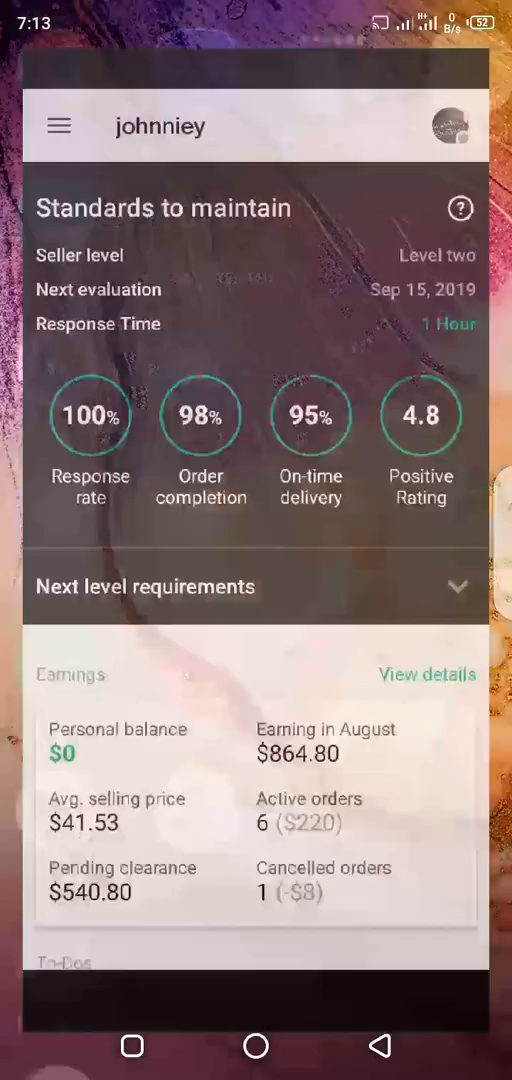 7:13
H+
0 B/s
52
johnniey
Standards to maintain ?
Seller level Level two
Next evaluation Sep 15, 2019
Response Time 1 Hour
100% 98% 95% 4.8
Response rate
Order completion
On-time delivery
Positive Rating
Next level requirements
Earnings View details
Personal balance Earning in August
$0 $864.80
Avg. selling price Active orders
$41.53 6 ($220)
Pending clearance Cancelled orders
$540.80 1 (-$8)
To-Dos